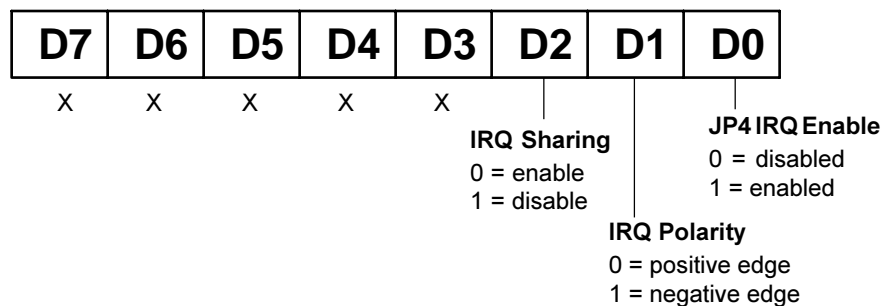 D7 D6 D5 D4 D3 D2 D1 D0
X X X X X
IRQ Sharing
0 = enable
1 = disable
JP4 IRQ Enable
0 = disabled
1 = enabled
IRQ Polarity
0 = positive edge
1 = negative edge